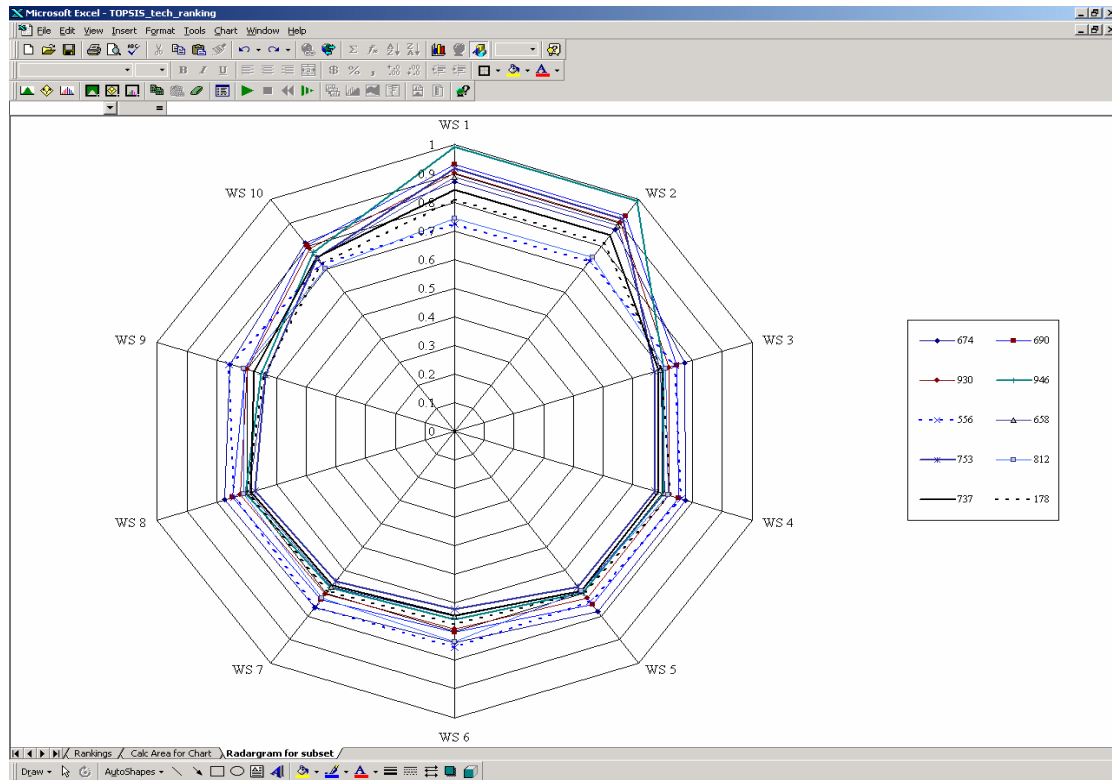 Microsoft Excel - TOPSIS_tech_ranking
File Edit View Insert Format Tools Chart Window Help
=
WS 1
WS 2
WS 3
WS 4
WS 5
WS 6
WS 7
WS 8
WS 9
WS 10
1
0.9
0.8
0.7
0.6
0.5
0.4
0.3
0.2
0.1
0
674 690
930 946
556 658
753 812
737 178
Rankings Calc Area for Chart Radargram for subset
Draw AutoShapes